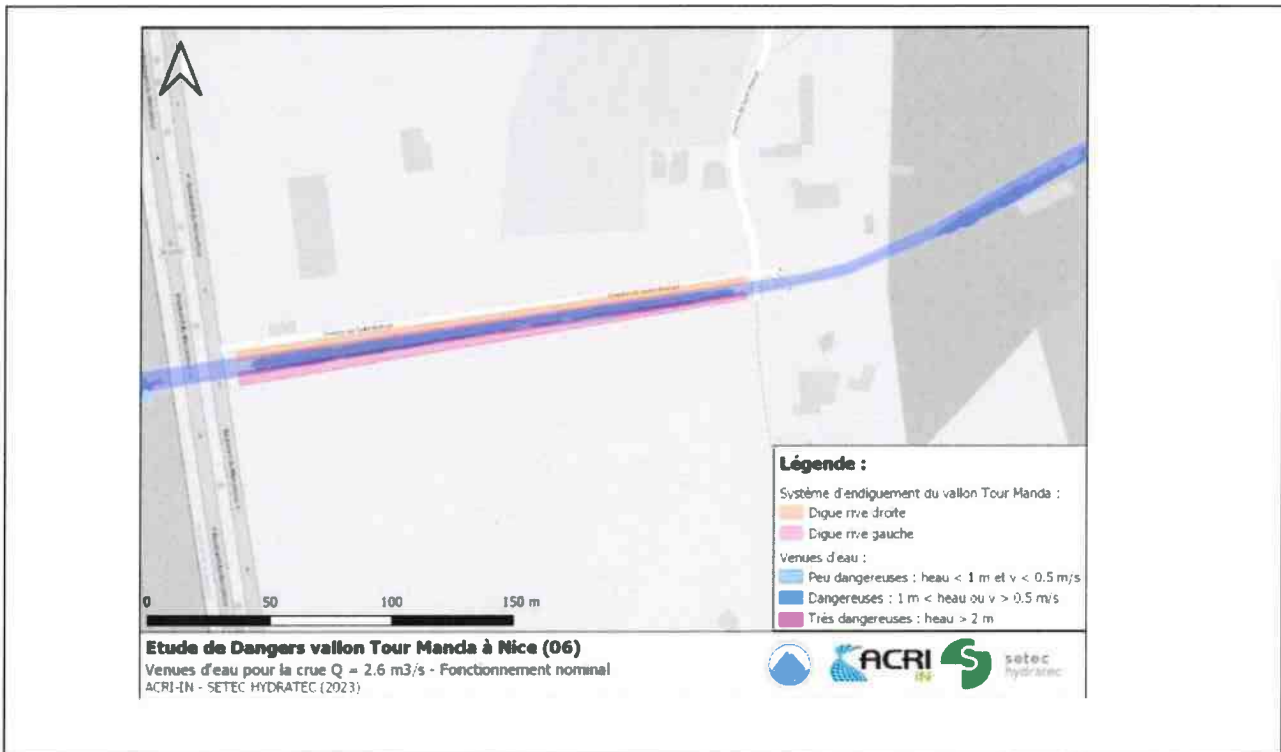 Légende :
Système d'endiguement du vallon Tour Manda :
Digue rive droite
Digue rive gauche
Venues d'eau :
Peu dangereuses : heau < 1 m et v < 0.5 m/s
Dangereuses : 1 m < heau ou v > 0.5 m/s
Très dangereuses : heau > 2 m
0 50 100 150 m
Etude de Dangers vallon Tour Manda à Nice (06)
Venues d'eau pour la crue Q = 2.6 m3/s - Fonctionnement nominal
ACRI-IN - SETEC HYDRATEC (2023)
ACRI
IN
setec
hydratec